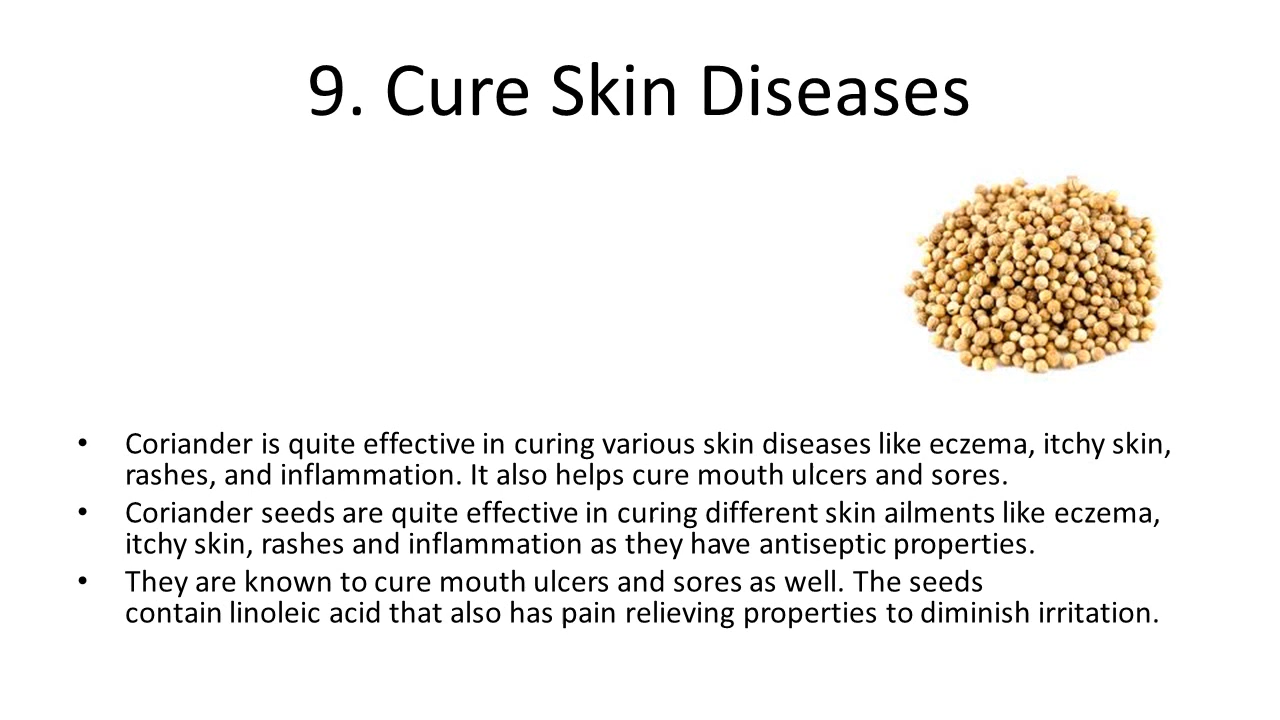 9. Cure Skin Diseases
• Coriander is quite effective in curing various skin diseases like eczema, itchy skin,
rashes, and inflammation. It also helps cure mouth ulcers and sores.
• Coriander seeds are quite effective in curing different skin ailments like eczema,
itchy skin, rashes and inflammation as they have antiseptic properties.
• They are known to cure mouth ulcers and sores as well. The seeds
contain linoleic acid that also has pain relieving properties to diminish irritation.